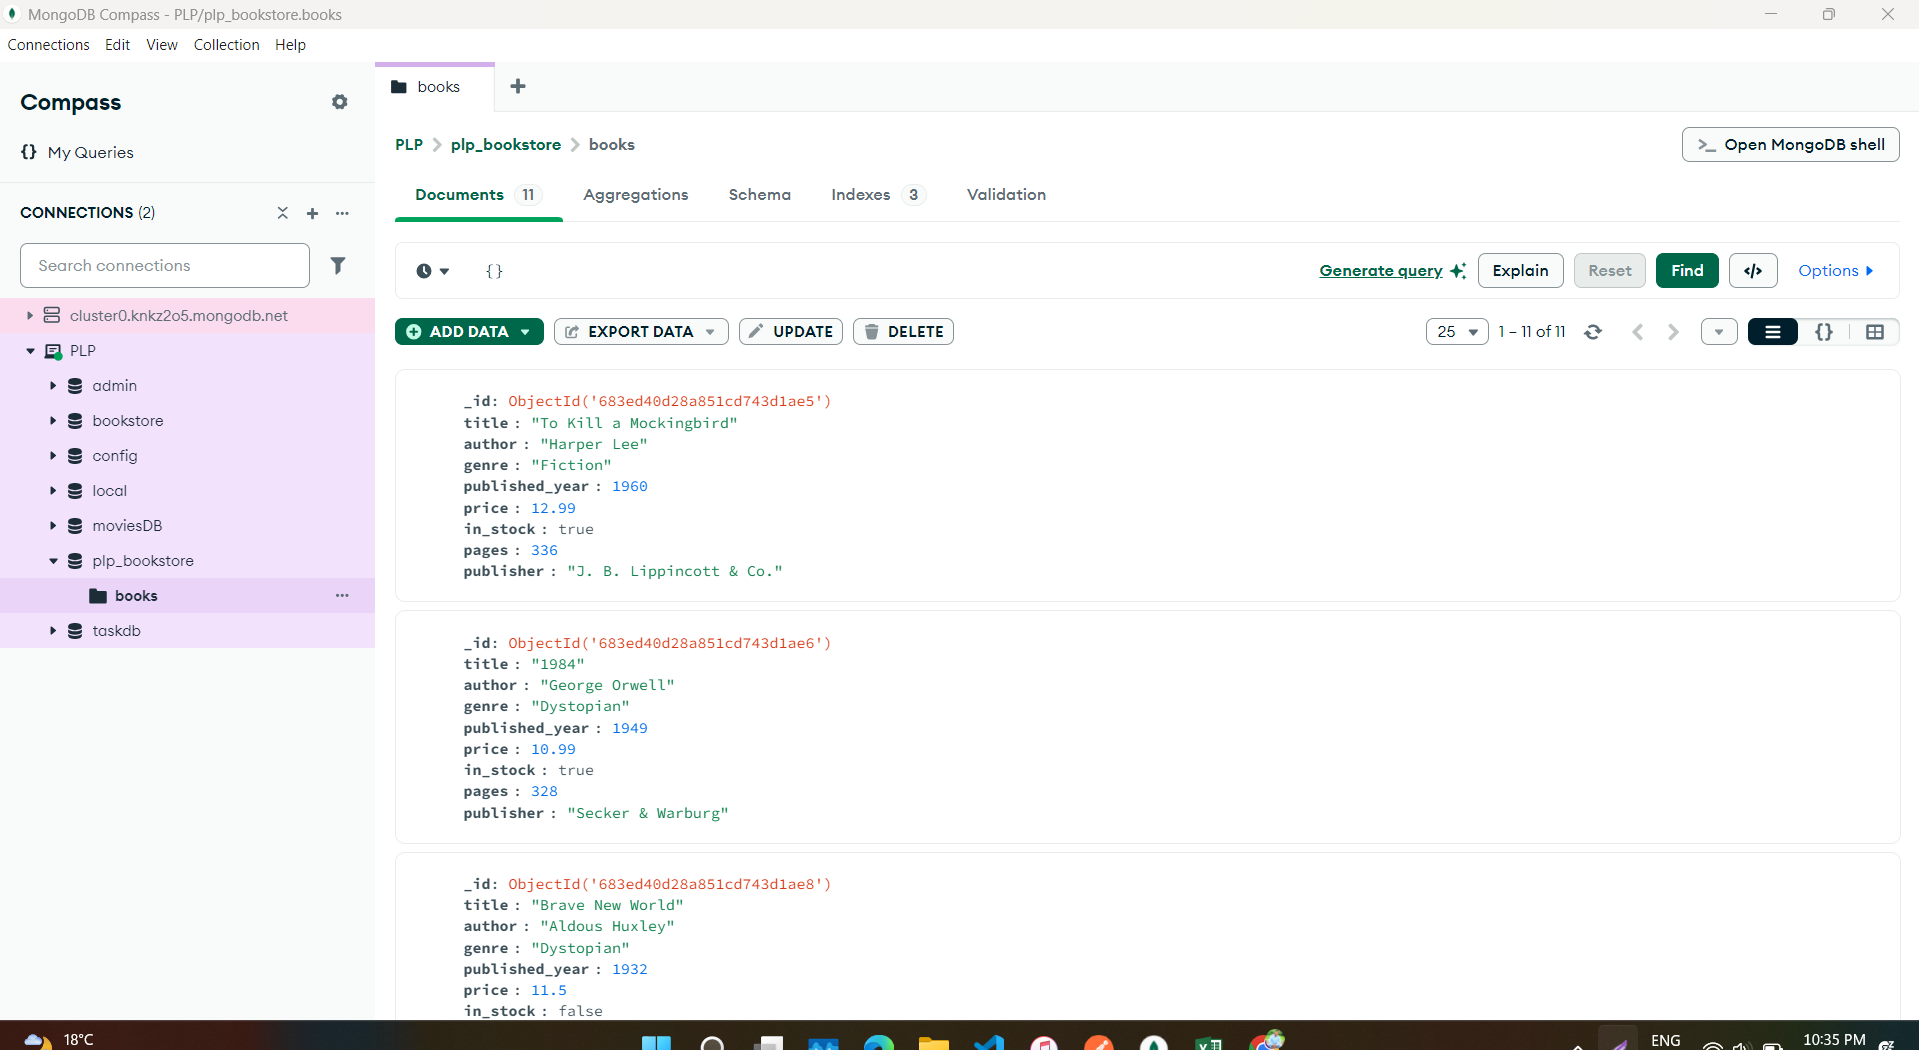 MongoDB Compass - PLP/plp_bookstore.books
Connections Edit View Collection Help
Compass
{} My Queries
CONNECTIONS (2)
Search connections
cluster0.knkz2o5.mongodb.net
PLP
admin
bookstore
config
local
moviesDB
plp_bookstore
books
taskdb
books
PLP > plp_bookstore > books
>_ Open MongoDB shell
Documents 11 Aggregations Schema Indexes 3 Validation
{} Generate query Explain Reset Find </> Options
ADD DATA EXPORT DATA UPDATE DELETE 25 1 – 11 of 11 {}
_id: ObjectId('683ed40d28a851cd743d1ae5')
title : "To Kill a Mockingbird"
author : "Harper Lee"
genre : "Fiction"
published_year : 1960
price : 12.99
in_stock : true
pages : 336
publisher : "J. B. Lippincott & Co."
_id: ObjectId('683ed40d28a851cd743d1ae6')
title : "1984"
author : "George Orwell"
genre : "Dystopian"
published_year : 1949
price : 10.99
in_stock : true
pages : 328
publisher : "Secker & Warburg"
_id: ObjectId('683ed40d28a851cd743d1ae8')
title : "Brave New World"
author : "Aldous Huxley"
genre : "Dystopian"
published_year : 1932
price : 11.5
in_stock : false
18°C
ENG
10:35 PM